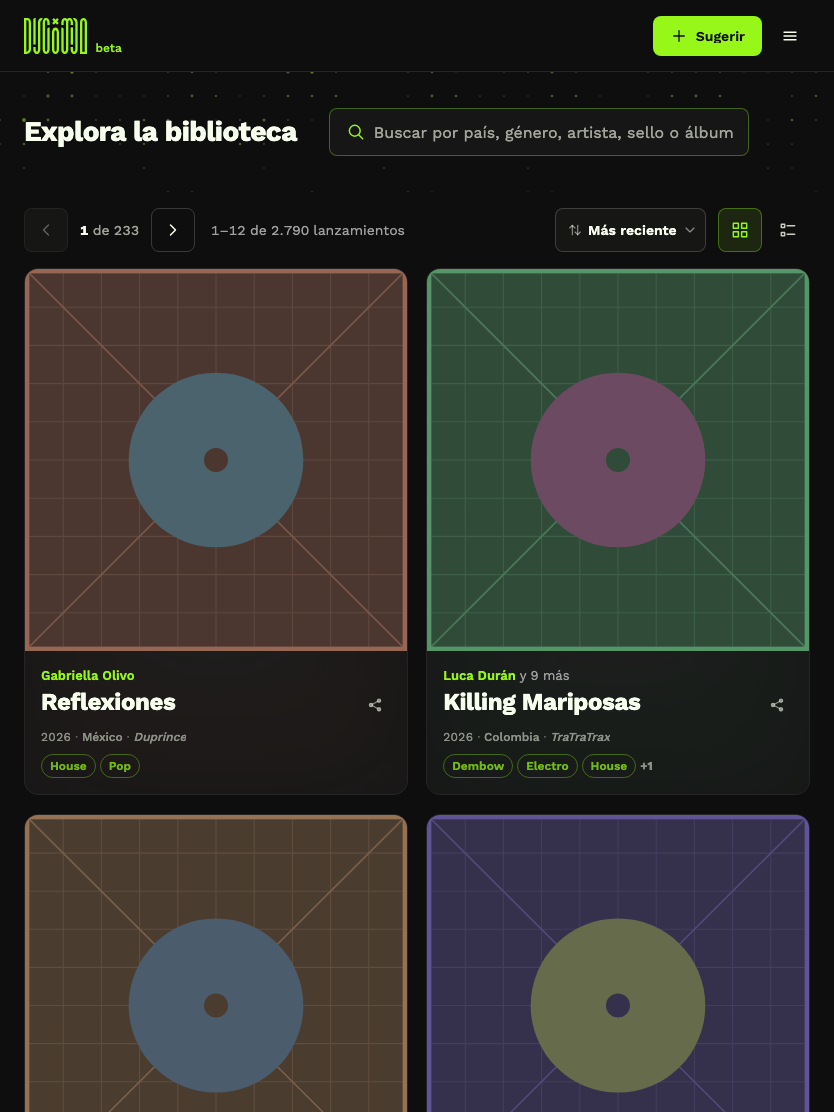 beta
Sugerir
Explora la biblioteca
Buscar por país, género, artista, sello o álbum
1 de 233
1–12 de 2.790 lanzamientos
Más reciente
Gabriella Olivo
Reflexiones
2026 · México · Duprince
House Pop
Luca Durán y 9 más
Killing Mariposas
2026 · Colombia · TraTraTrax
Dembow Electro House +1